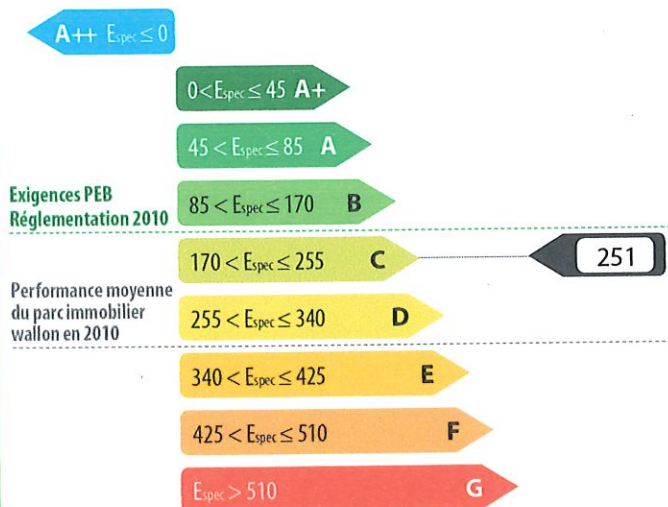 A++ Espec ≤ 0
0 < Espec ≤ 45 A+
45 < Espec ≤ 85 A
Exigences PEB
Réglementation 2010
85 < Espec ≤ 170 B
170 < Espec ≤ 255 C
251
Performance moyenne
du parc immobilier
wallon en 2010
255 < Espec ≤ 340 D
340 < Espec ≤ 425 E
425 < Espec ≤ 510 F
Espec > 510 G